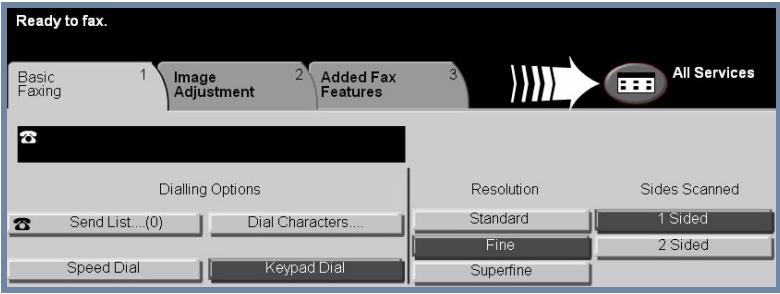 Ready to fax.
Basic Faxing 1
Image Adjustment 2
Added Fax Features 3
All Services
Dialling Options
Resolution
Sides Scanned
Send List....(0)
Dial Characters....
Standard
1 Sided
Fine
2 Sided
Speed Dial
Keypad Dial
Superfine